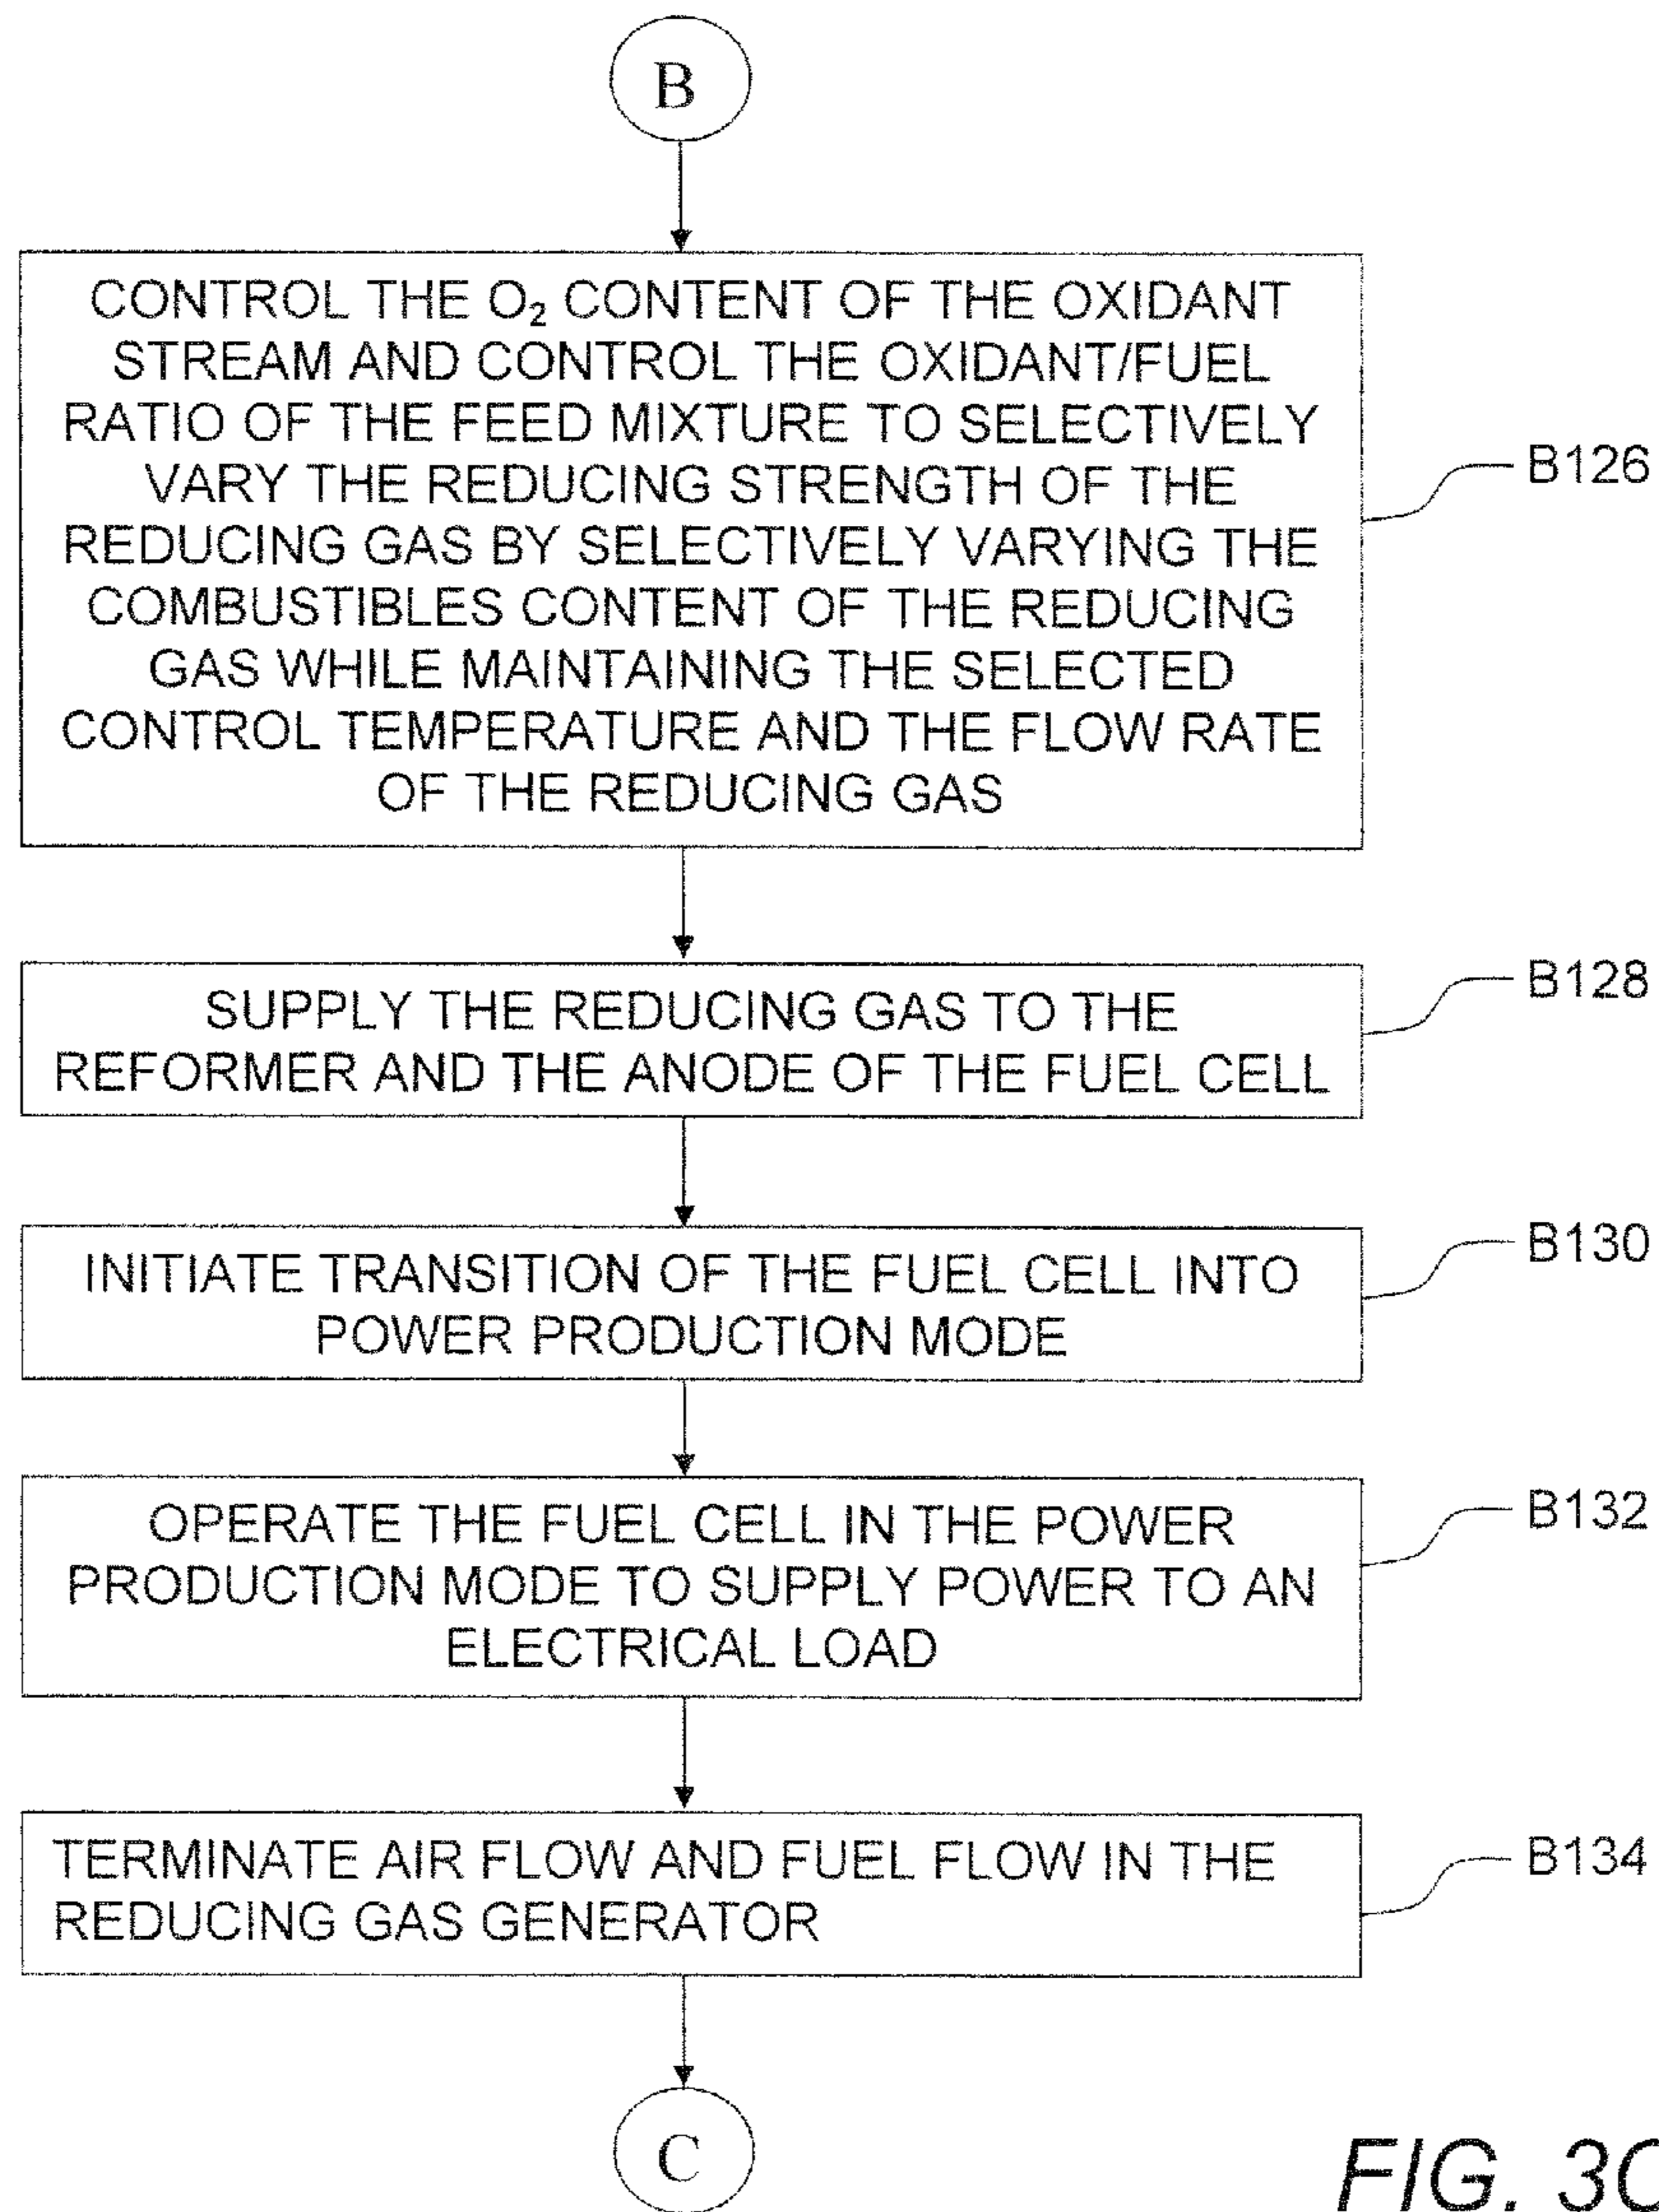 B
CONTROL THE O₂ CONTENT OF THE OXIDANT
STREAM AND CONTROL THE OXIDANT/FUEL
RATIO OF THE FEED MIXTURE TO SELECTIVELY
VARY THE REDUCING STRENGTH OF THE
REDUCING GAS BY SELECTIVELY VARYING THE
COMBUSTIBLES CONTENT OF THE REDUCING
GAS WHILE MAINTAINING THE SELECTED
CONTROL TEMPERATURE AND THE FLOW RATE
OF THE REDUCING GAS
B126
SUPPLY THE REDUCING GAS TO THE
REFORMER AND THE ANODE OF THE FUEL CELL
B128
INITIATE TRANSITION OF THE FUEL CELL INTO
POWER PRODUCTION MODE
B130
OPERATE THE FUEL CELL IN THE POWER
PRODUCTION MODE TO SUPPLY POWER TO AN
ELECTRICAL LOAD
B132
TERMINATE AIR FLOW AND FUEL FLOW IN THE
REDUCING GAS GENERATOR
B134
C
FIG. 3C